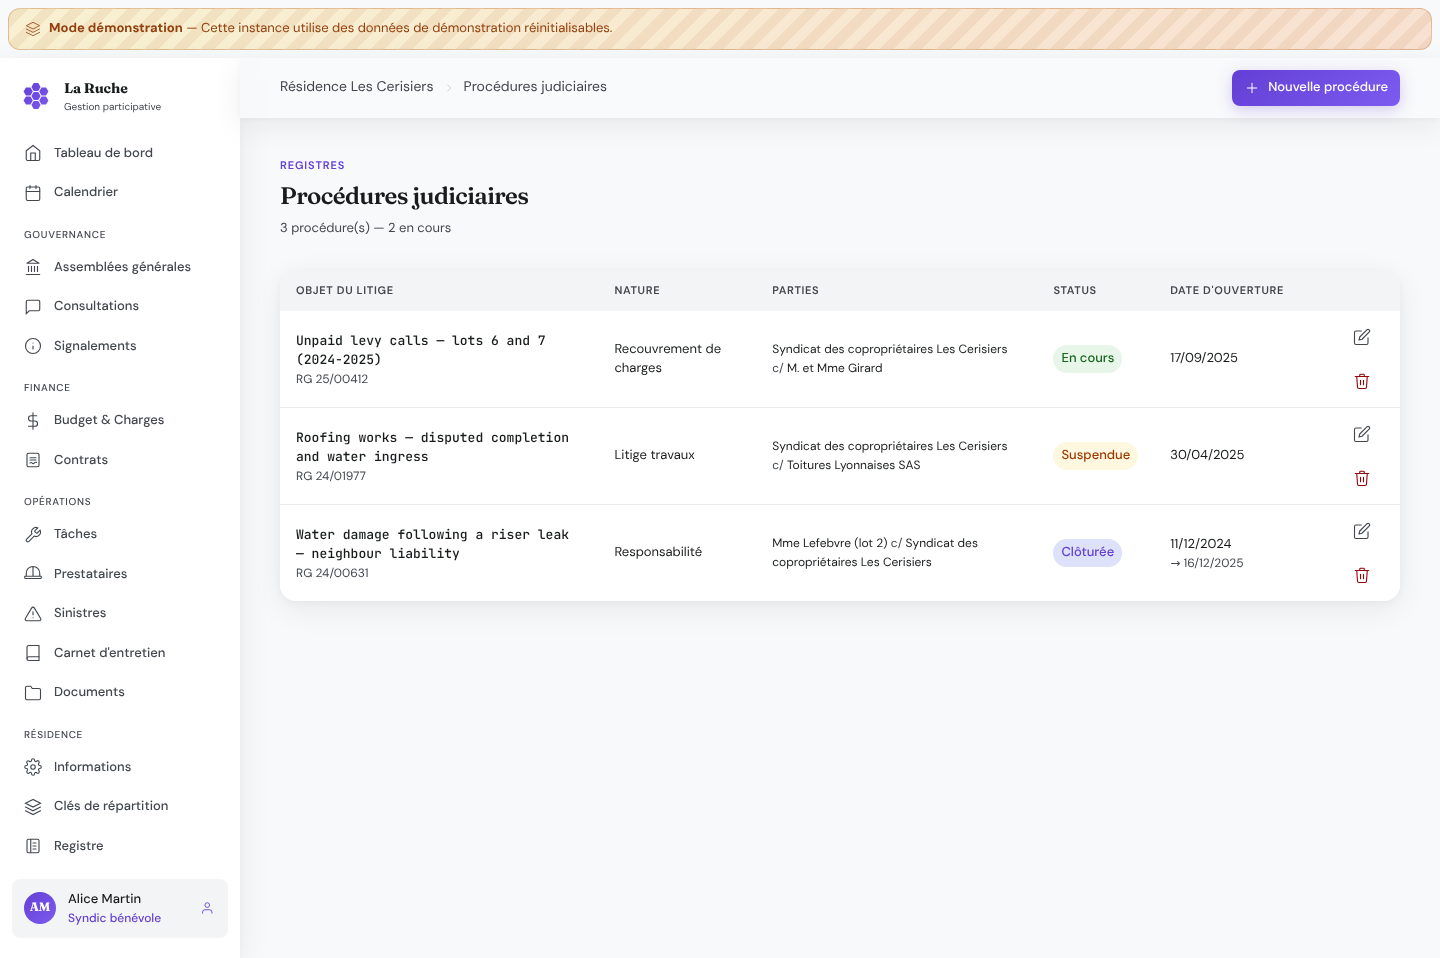 Mode démonstration — Cette instance utilise des données de démonstration réinitialisables.
La Ruche
Gestion participative
Tableau de bord
Calendrier
GOUVERNANCE
Assemblées générales
Consultations
Signalements
FINANCE
Budget & Charges
Contrats
OPÉRATIONS
Tâches
Prestataires
Sinistres
Carnet d'entretien
Documents
RÉSIDENCE
Informations
Clés de répartition
Registre
AM
Alice Martin
Syndic bénévole
Résidence Les Cerisiers
Procédures judiciaires
Nouvelle procédure
REGISTRES
Procédures judiciaires
3 procédure(s) — 2 en cours
OBJET DU LITIGE NATURE PARTIES STATUS DATE D'OUVERTURE
Unpaid levy calls — lots 6 and 7
(2024-2025)
RG 25/00412
Recouvrement de
charges
Syndicat des copropriétaires Les Cerisiers
c/ M. et Mme Girard
En cours
17/09/2025
Roofing works — disputed completion
and water ingress
RG 24/01977
Litige travaux
Syndicat des copropriétaires Les Cerisiers
c/ Toitures Lyonnaises SAS
Suspendue
30/04/2025
Water damage following a riser leak
— neighbour liability
RG 24/00631
Responsabilité
Mme Lefebvre (lot 2) c/ Syndicat des
copropriétaires Les Cerisiers
Clôturée
11/12/2024
→ 16/12/2025